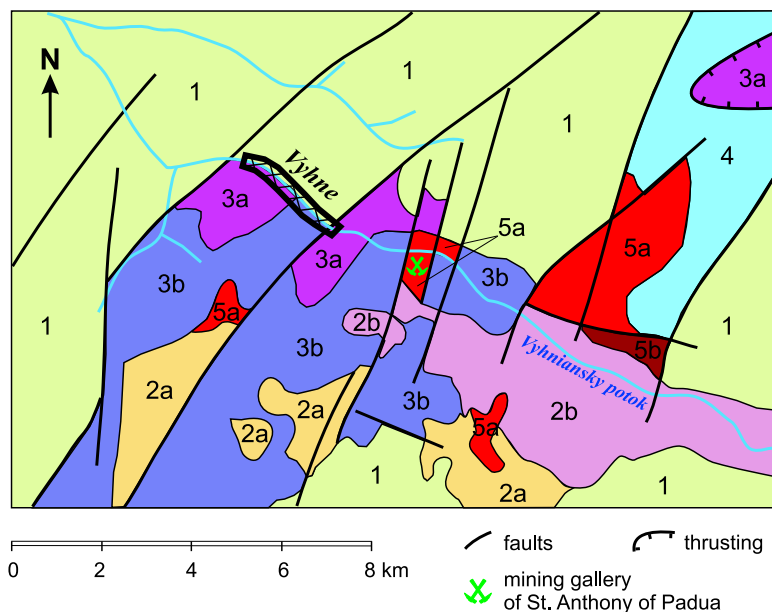 1
1
3a
N
1
4
Vyhne
3a
5a
5a
3a
3b
3b
5a
2b
3b
1
1
5b
2a
Vyhniansky potok
3b
2b
2a
5a
2a
1
2a
1
0 2 4 6 8 km
faults
thrusting
mining gallery
of St. Anthony of Padua